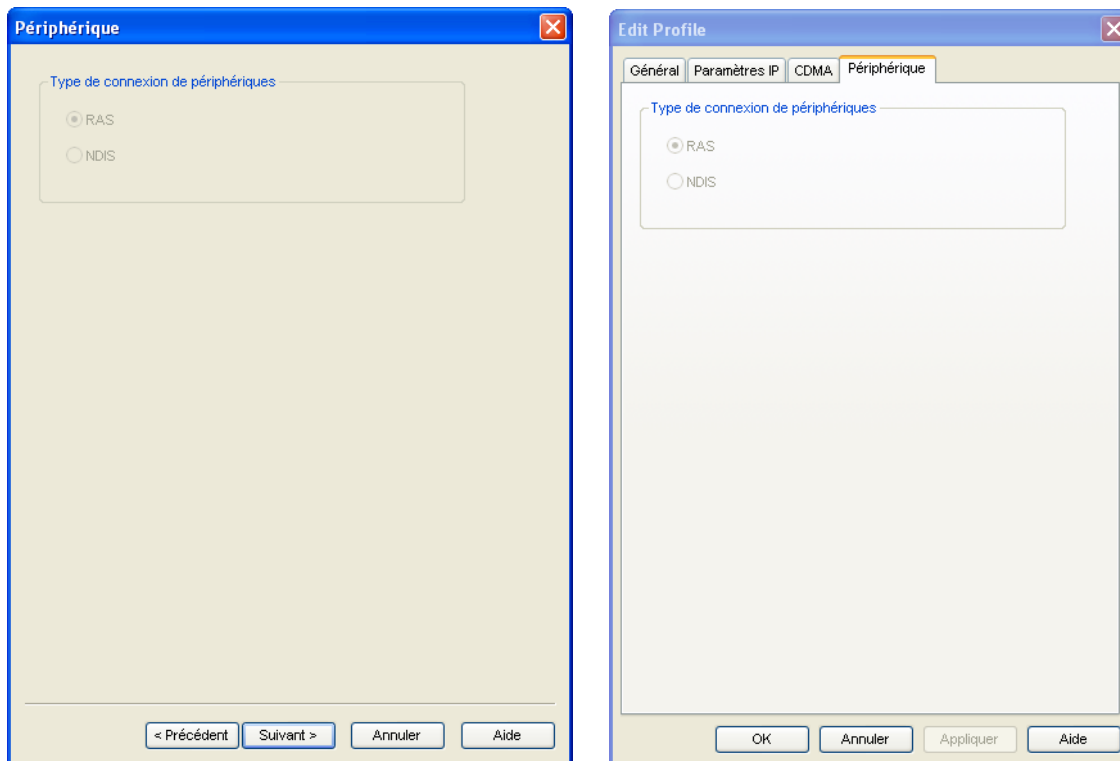 Périphérique
Type de connexion de périphériques
RAS
NDIS
< Précédent
Suivant >
Annuler
Aide
Edit Profile
Général
Paramètres IP
CDMA
Périphérique
Type de connexion de périphériques
RAS
NDIS
OK
Annuler
Appliquer
Aide